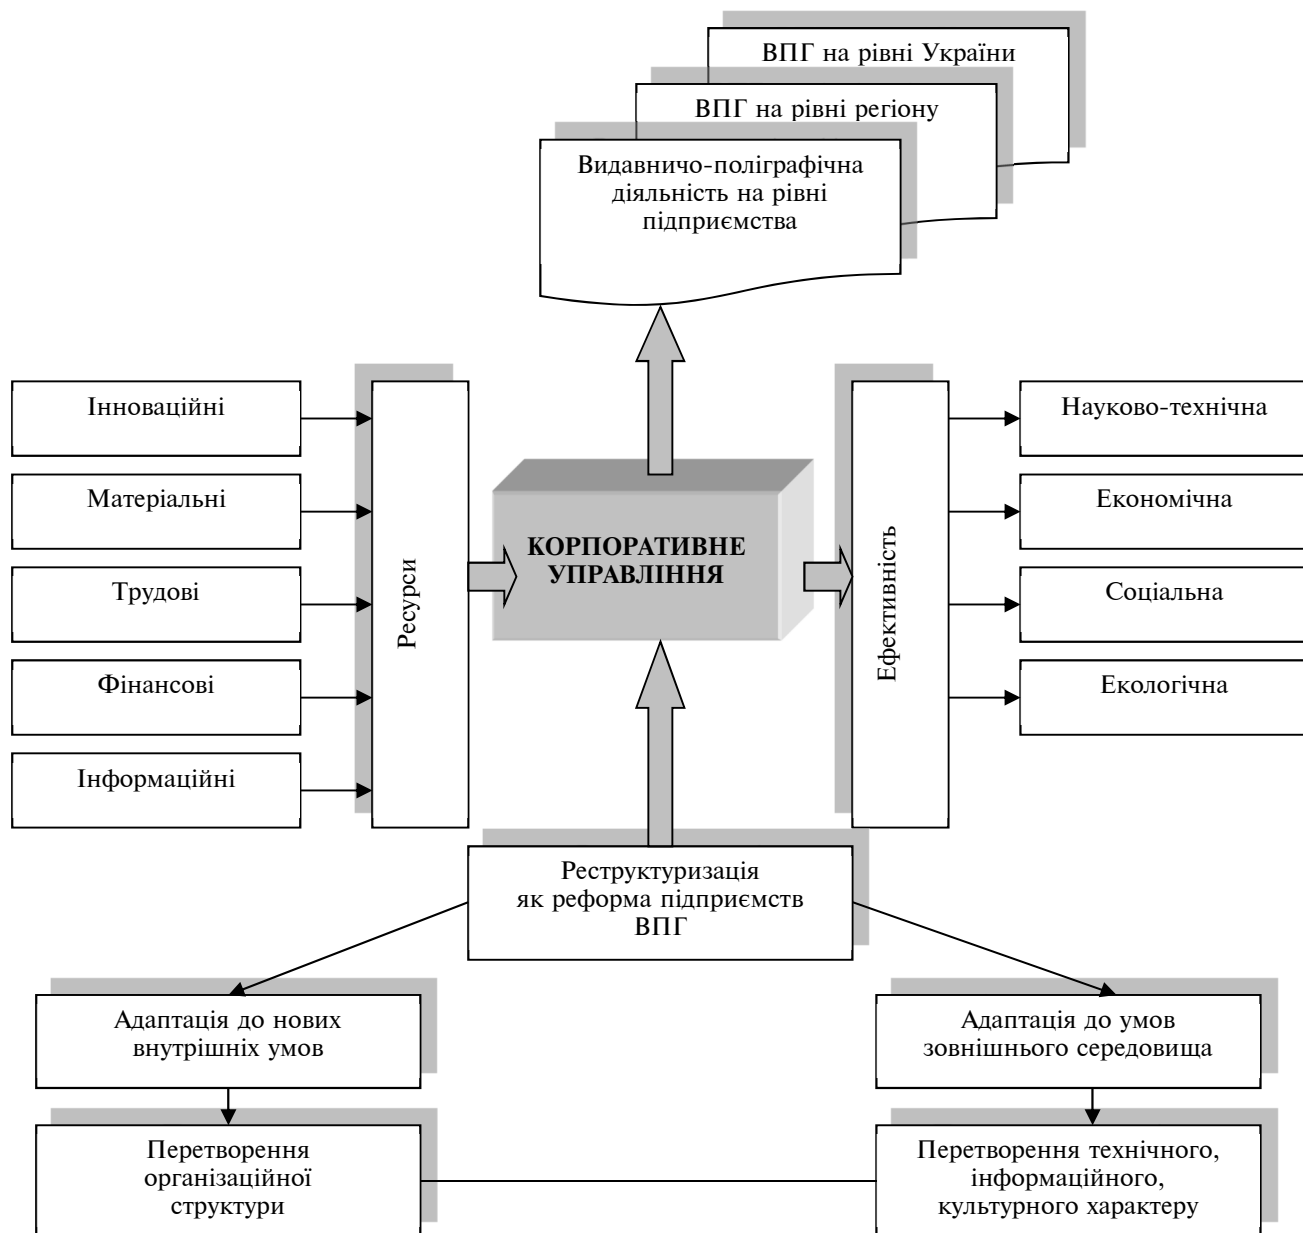 ВПГ на рівні України
ВПГ на рівні регіону
Видавничо-поліграфічна
діяльність на рівні
підприємства
Інноваційні
Матеріальні
Трудові
Фінансові
Інформаційні
Ресурси
КОРПОРАТИВНЕ
УПРАВЛІННЯ
Ефективність
Науково-технічна
Економічна
Соціальна
Екологічна
Реструктуризація
як реформа підприємств
ВПГ
Адаптація до нових
внутрішніх умов
Адаптація до умов
зовнішнього середовища
Перетворення
організаційної
структури
Перетворення технічного,
інформаційного,
культурного характеру